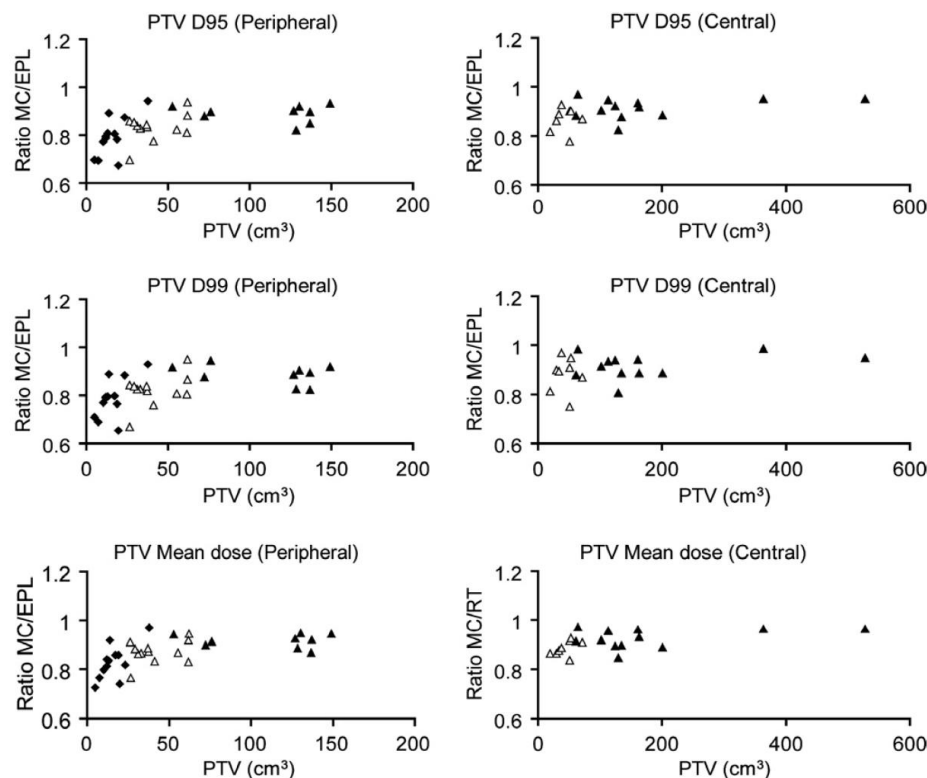 PTV D95 (Peripheral)
1.2
1
0.8
0.6
Ratio MC/EPL
0 50 100 150 200
PTV (cm³)
PTV D95 (Central)
1.2
1
0.8
0.6
Ratio MC/EPL
0 200 400 600
PTV (cm³)
PTV D99 (Peripheral)
1.2
1
0.8
0.6
Ratio MC/EPL
0 50 100 150 200
PTV (cm³)
PTV D99 (Central)
1.2
1
0.8
0.6
Ratio MC/EPL
0 200 400 600
PTV (cm³)
PTV Mean dose (Peripheral)
1.2
1
0.8
0.6
Ratio MC/EPL
0 50 100 150 200
PTV (cm³)
PTV Mean dose (Central)
1.2
1
0.8
0.6
Ratio MC/RT
0 200 400 600
PTV (cm³)